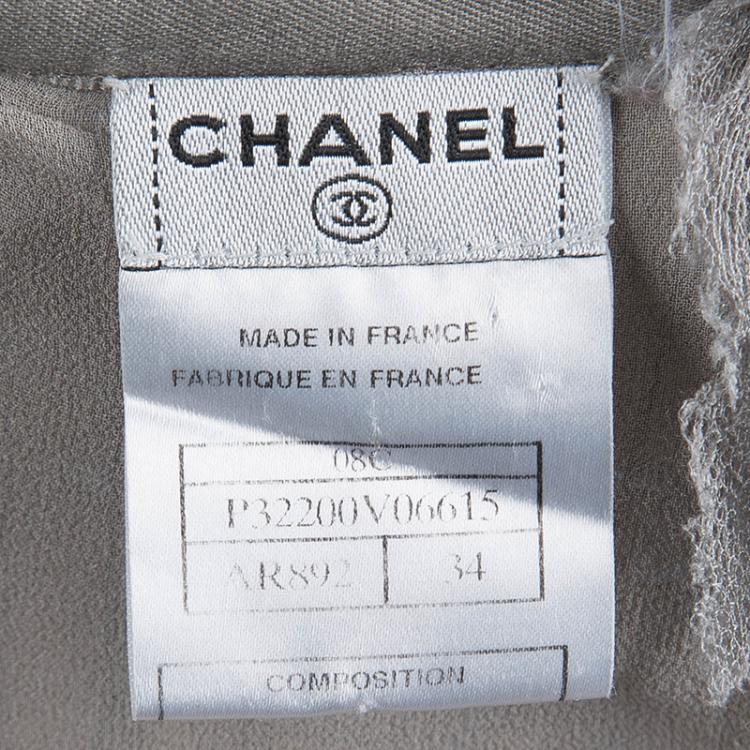 CHANEL
MADE IN FRANCE
FABRIQUE EN FRANCE
08C
P32200V06615
AR892 34
COMPOSITION